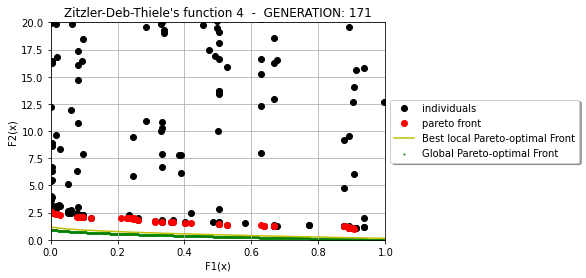 Zitzler-Deb-Thiele's function 4 - GENERATION: 171
20.0
17.5
15.0
12.5
10.0
7.5
5.0
2.5
0.0
F2(x)
0.0 0.2 0.4 0.6 0.8 1.0
F1(x)
individuals
pareto front
Best local Pareto-optimal Front
Global Pareto-optimal Front